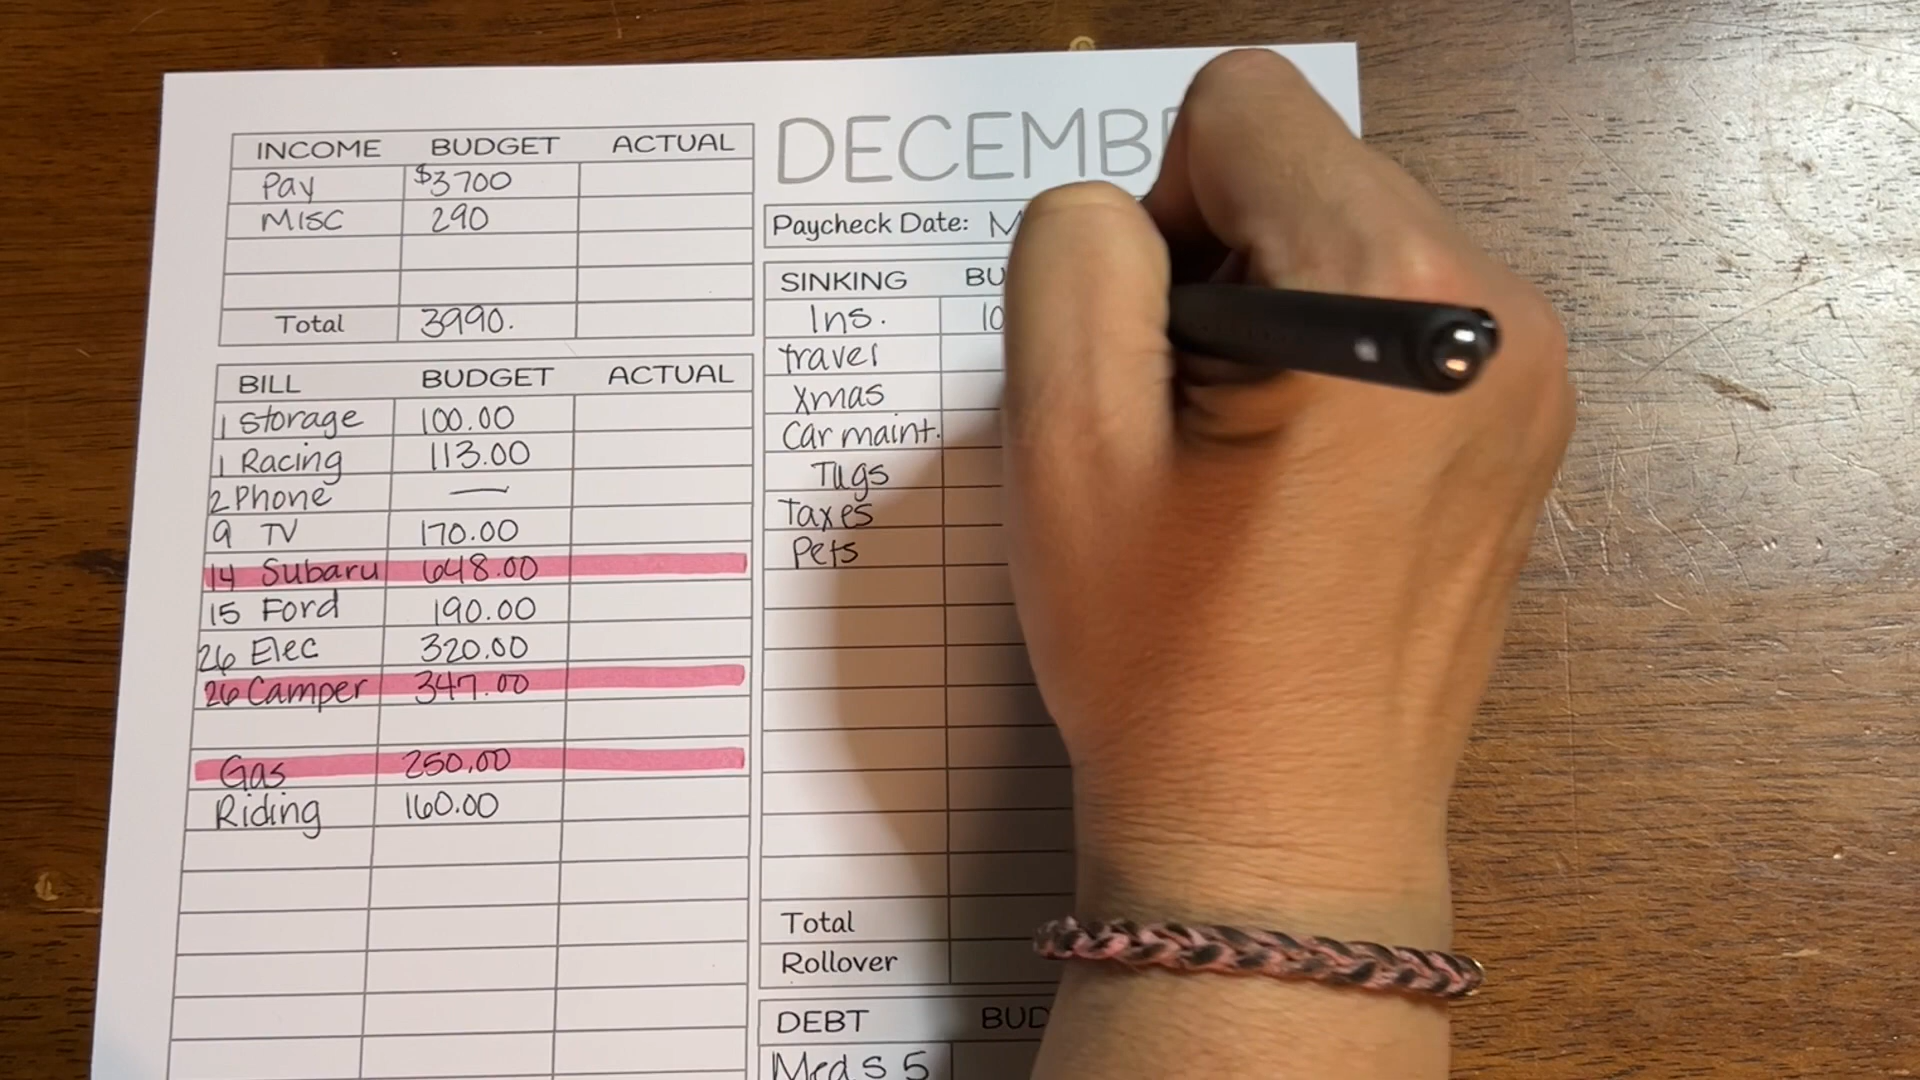 INCOME BUDGET ACTUAL
Pay $3700
MISC 290
Total 3990.
BILL BUDGET ACTUAL
1 Storage 100.00
1 Racing 113.00
2 Phone —
9 TV 170.00
14 Subaru 648.00
15 Ford 190.00
26 Elec 320.00
26 Camper 347.00
Gas 250.00
Riding 160.00
DECEMB
Paycheck Date: M
SINKING BU
Ins. 10
travel
xmas
Car maint.
Tags
Taxes
Pets
Total
Rollover
DEBT BUD
Med S 5